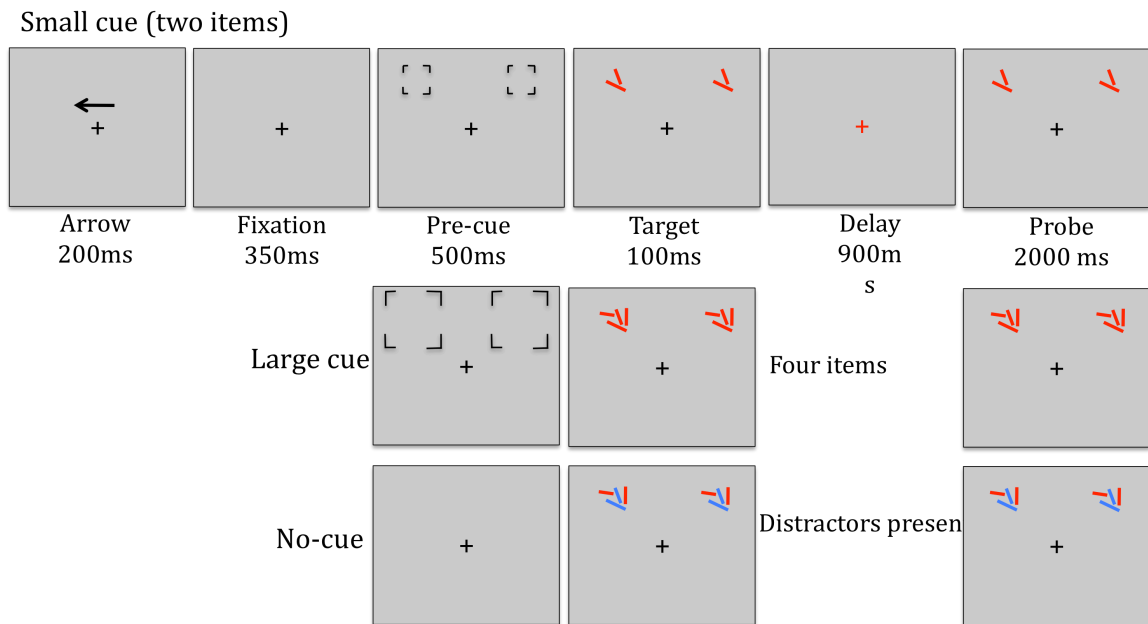 Small cue (two items)
Arrow
200ms
Fixation
350ms
Pre-cue
500ms
Target
100ms
Delay
900m
s
Probe
2000 ms
Large cue
Four items
No-cue
Distractors presen